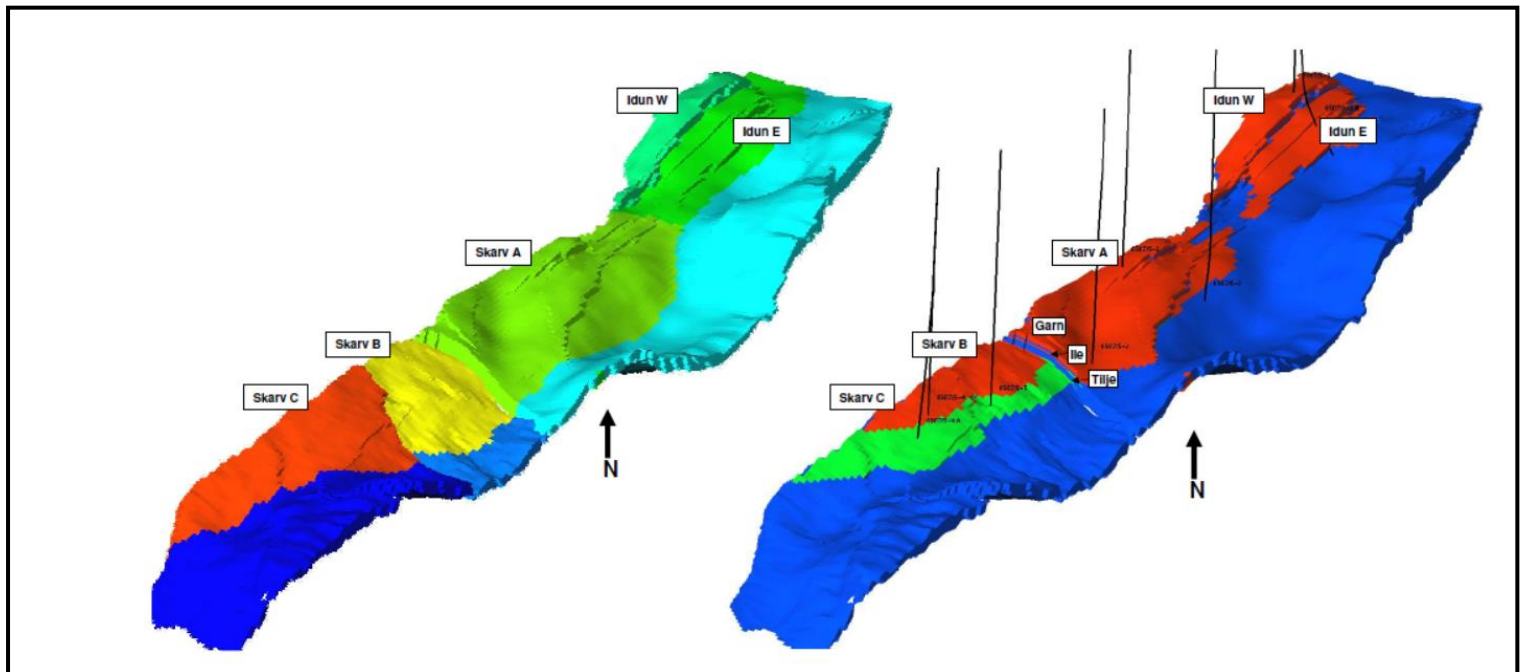 Idun W
Idun E
Skarv A
Skarv B
Skarv C
N
Idun W
Idun E
Skarv A
Garn
Skarv B
Ile
Tilje
Skarv C
N